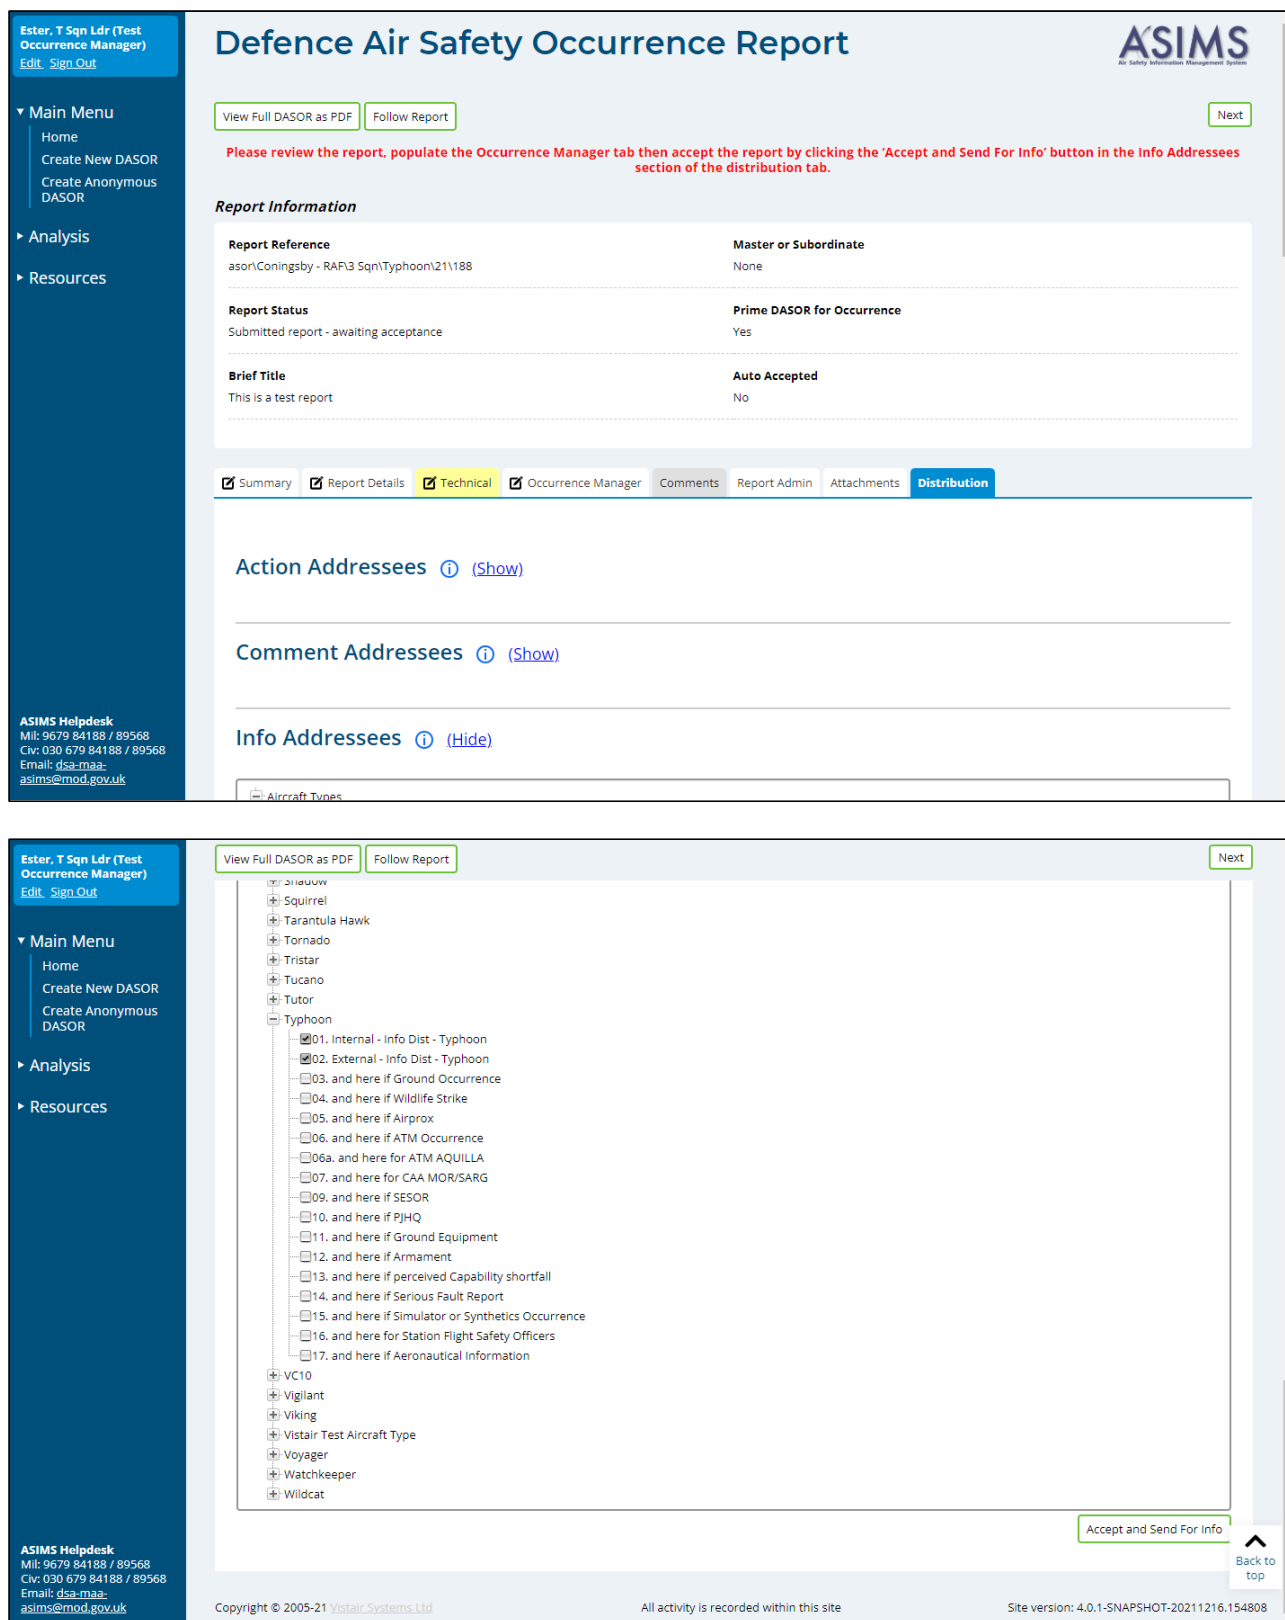 Ester, T Sqn Ldr (Test
Occurrence Manager)
Edit Sign Out
Main Menu
Home
Create New DASOR
Create Anonymous
DASOR
Analysis
Resources
ASIMS Helpdesk
Mil: 9679 84188 / 89568
Civ: 030 679 84188 / 89568
Email: dsa-maa-
asims@mod.gov.uk
Defence Air Safety Occurrence Report
ASIMS
Air Safety Information Management System
View Full DASOR as PDF
Follow Report
Next
Please review the report, populate the Occurrence Manager tab then accept the report by clicking the 'Accept and Send For Info' button in the Info Addressees
section of the distribution tab.
Report Information
Report Reference
asor\Coningsby - RAF\3 Sqn\Typhoon\21\188
Master or Subordinate
None
Report Status
Submitted report - awaiting acceptance
Prime DASOR for Occurrence
Yes
Brief Title
This is a test report
Auto Accepted
No
Summary
Report Details
Technical
Occurrence Manager
Comments
Report Admin
Attachments
Distribution
Action Addressees (Show)
Comment Addressees (Show)
Info Addressees (Hide)
Aircraft Types
Ester, T Sqn Ldr (Test
Occurrence Manager)
Edit Sign Out
Main Menu
Home
Create New DASOR
Create Anonymous
DASOR
Analysis
Resources
ASIMS Helpdesk
Mil: 9679 84188 / 89568
Civ: 030 679 84188 / 89568
Email: dsa-maa-
asims@mod.gov.uk
View Full DASOR as PDF
Follow Report
Next
Shadow
Squirrel
Tarantula Hawk
Tornado
Tristar
Tucano
Tutor
Typhoon
01. Internal - Info Dist - Typhoon
02. External - Info Dist - Typhoon
03. and here if Ground Occurrence
04. and here if Wildlife Strike
05. and here if Airprox
06. and here if ATM Occurrence
06a. and here for ATM AQUILLA
07. and here for CAA MOR/SARG
09. and here if SESOR
10. and here if PJHQ
11. and here if Ground Equipment
12. and here if Armament
13. and here if perceived Capability shortfall
14. and here if Serious Fault Report
15. and here if Simulator or Synthetics Occurrence
16. and here for Station Flight Safety Officers
17. and here if Aeronautical Information
VC10
Vigilant
Viking
Vistair Test Aircraft Type
Voyager
Watchkeeper
Wildcat
Accept and Send For Info
Back to
top
Copyright © 2005-21 Vistair Systems Ltd
All activity is recorded within this site
Site version: 4.0.1-SNAPSHOT-20211216.154808